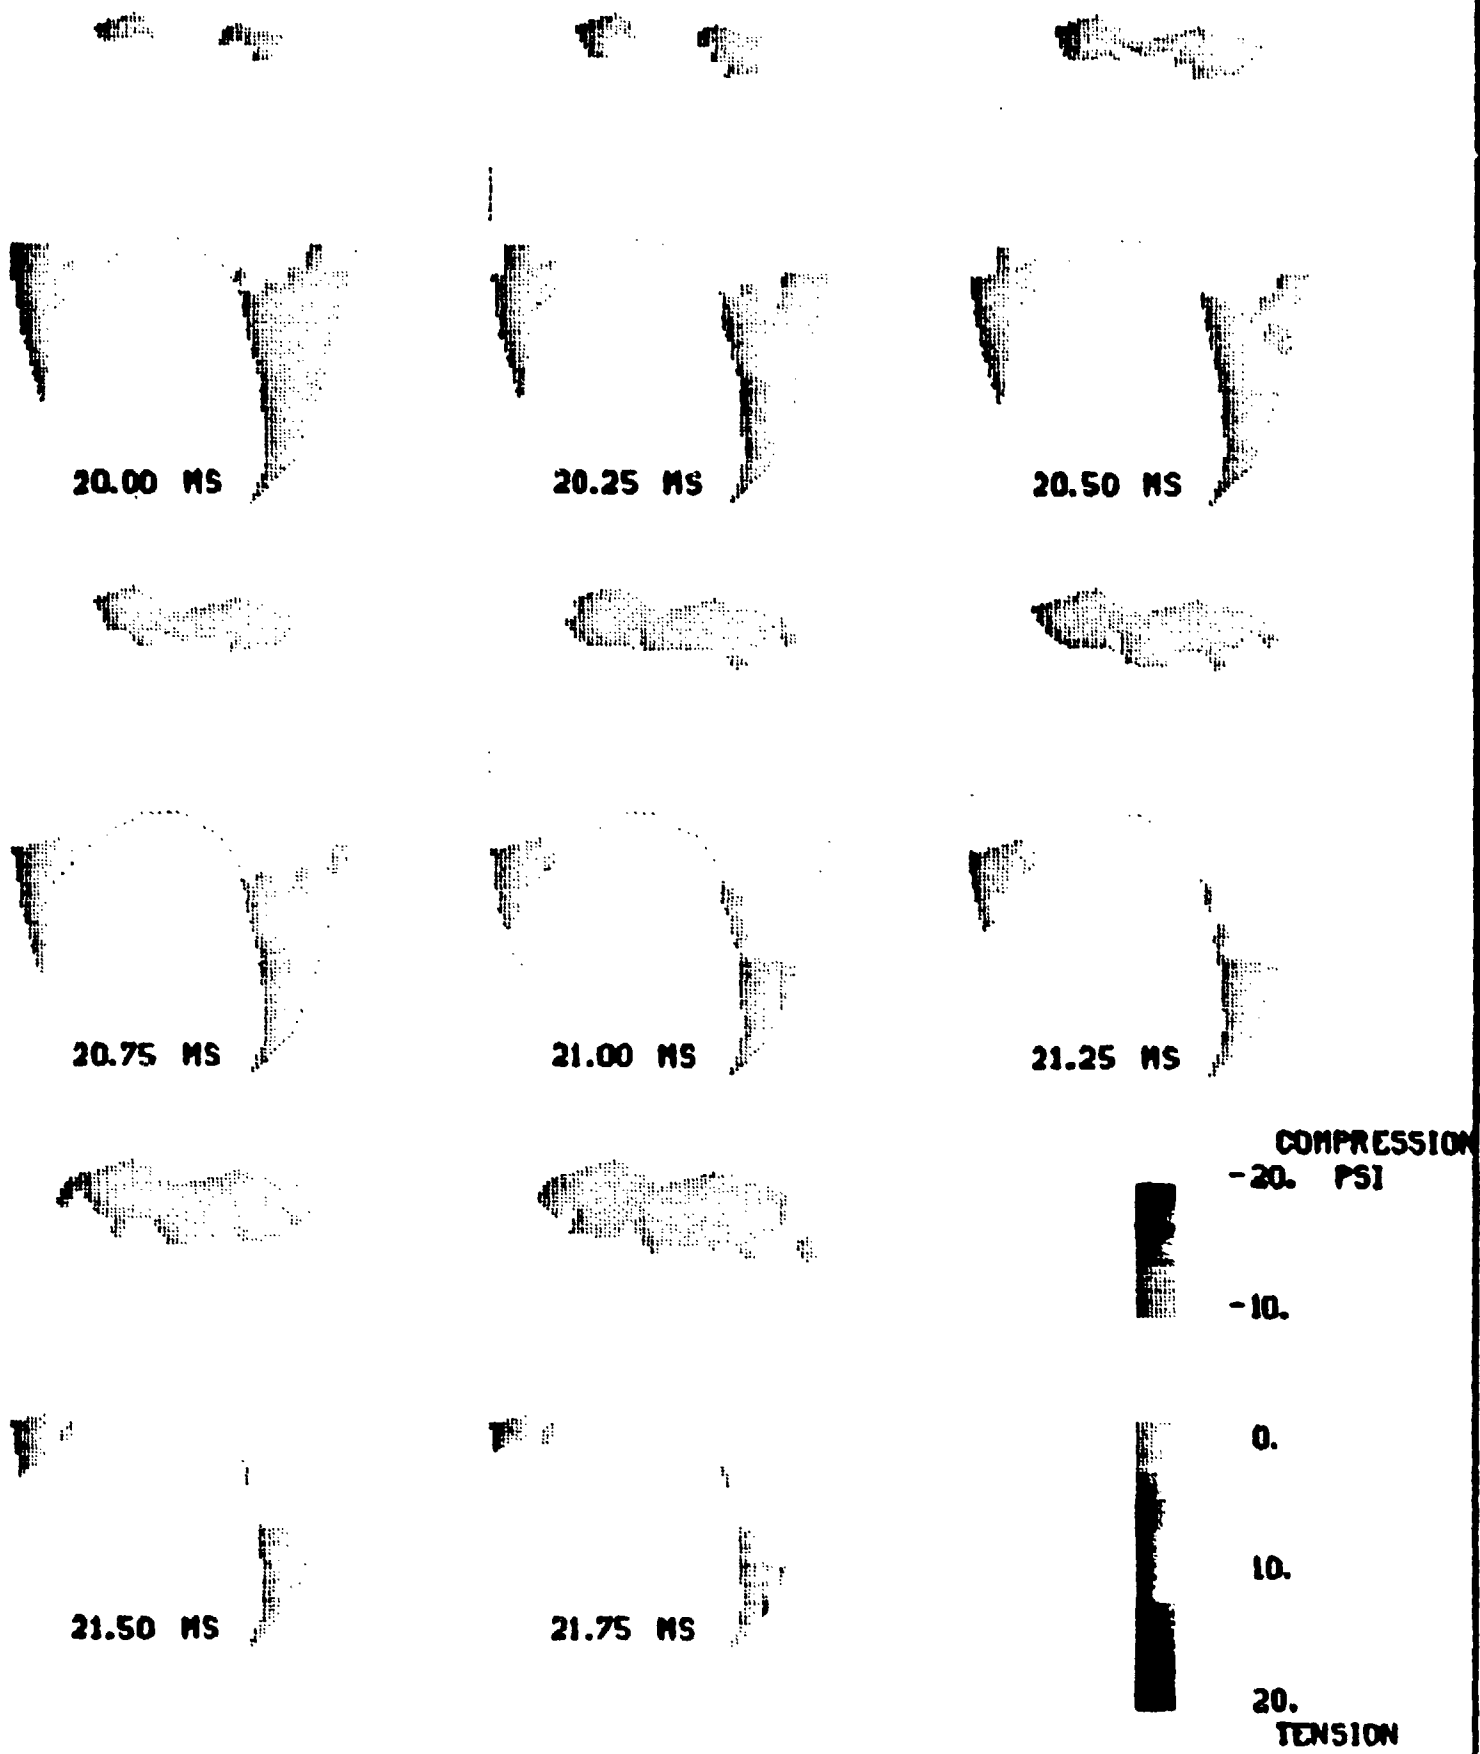 20.00 MS
20.25 MS
20.50 MS
20.75 MS
21.00 MS
21.25 MS
COMPRESSION
-20. PSI
-10.
0.
10.
20.
TENSION
21.50 MS
21.75 MS